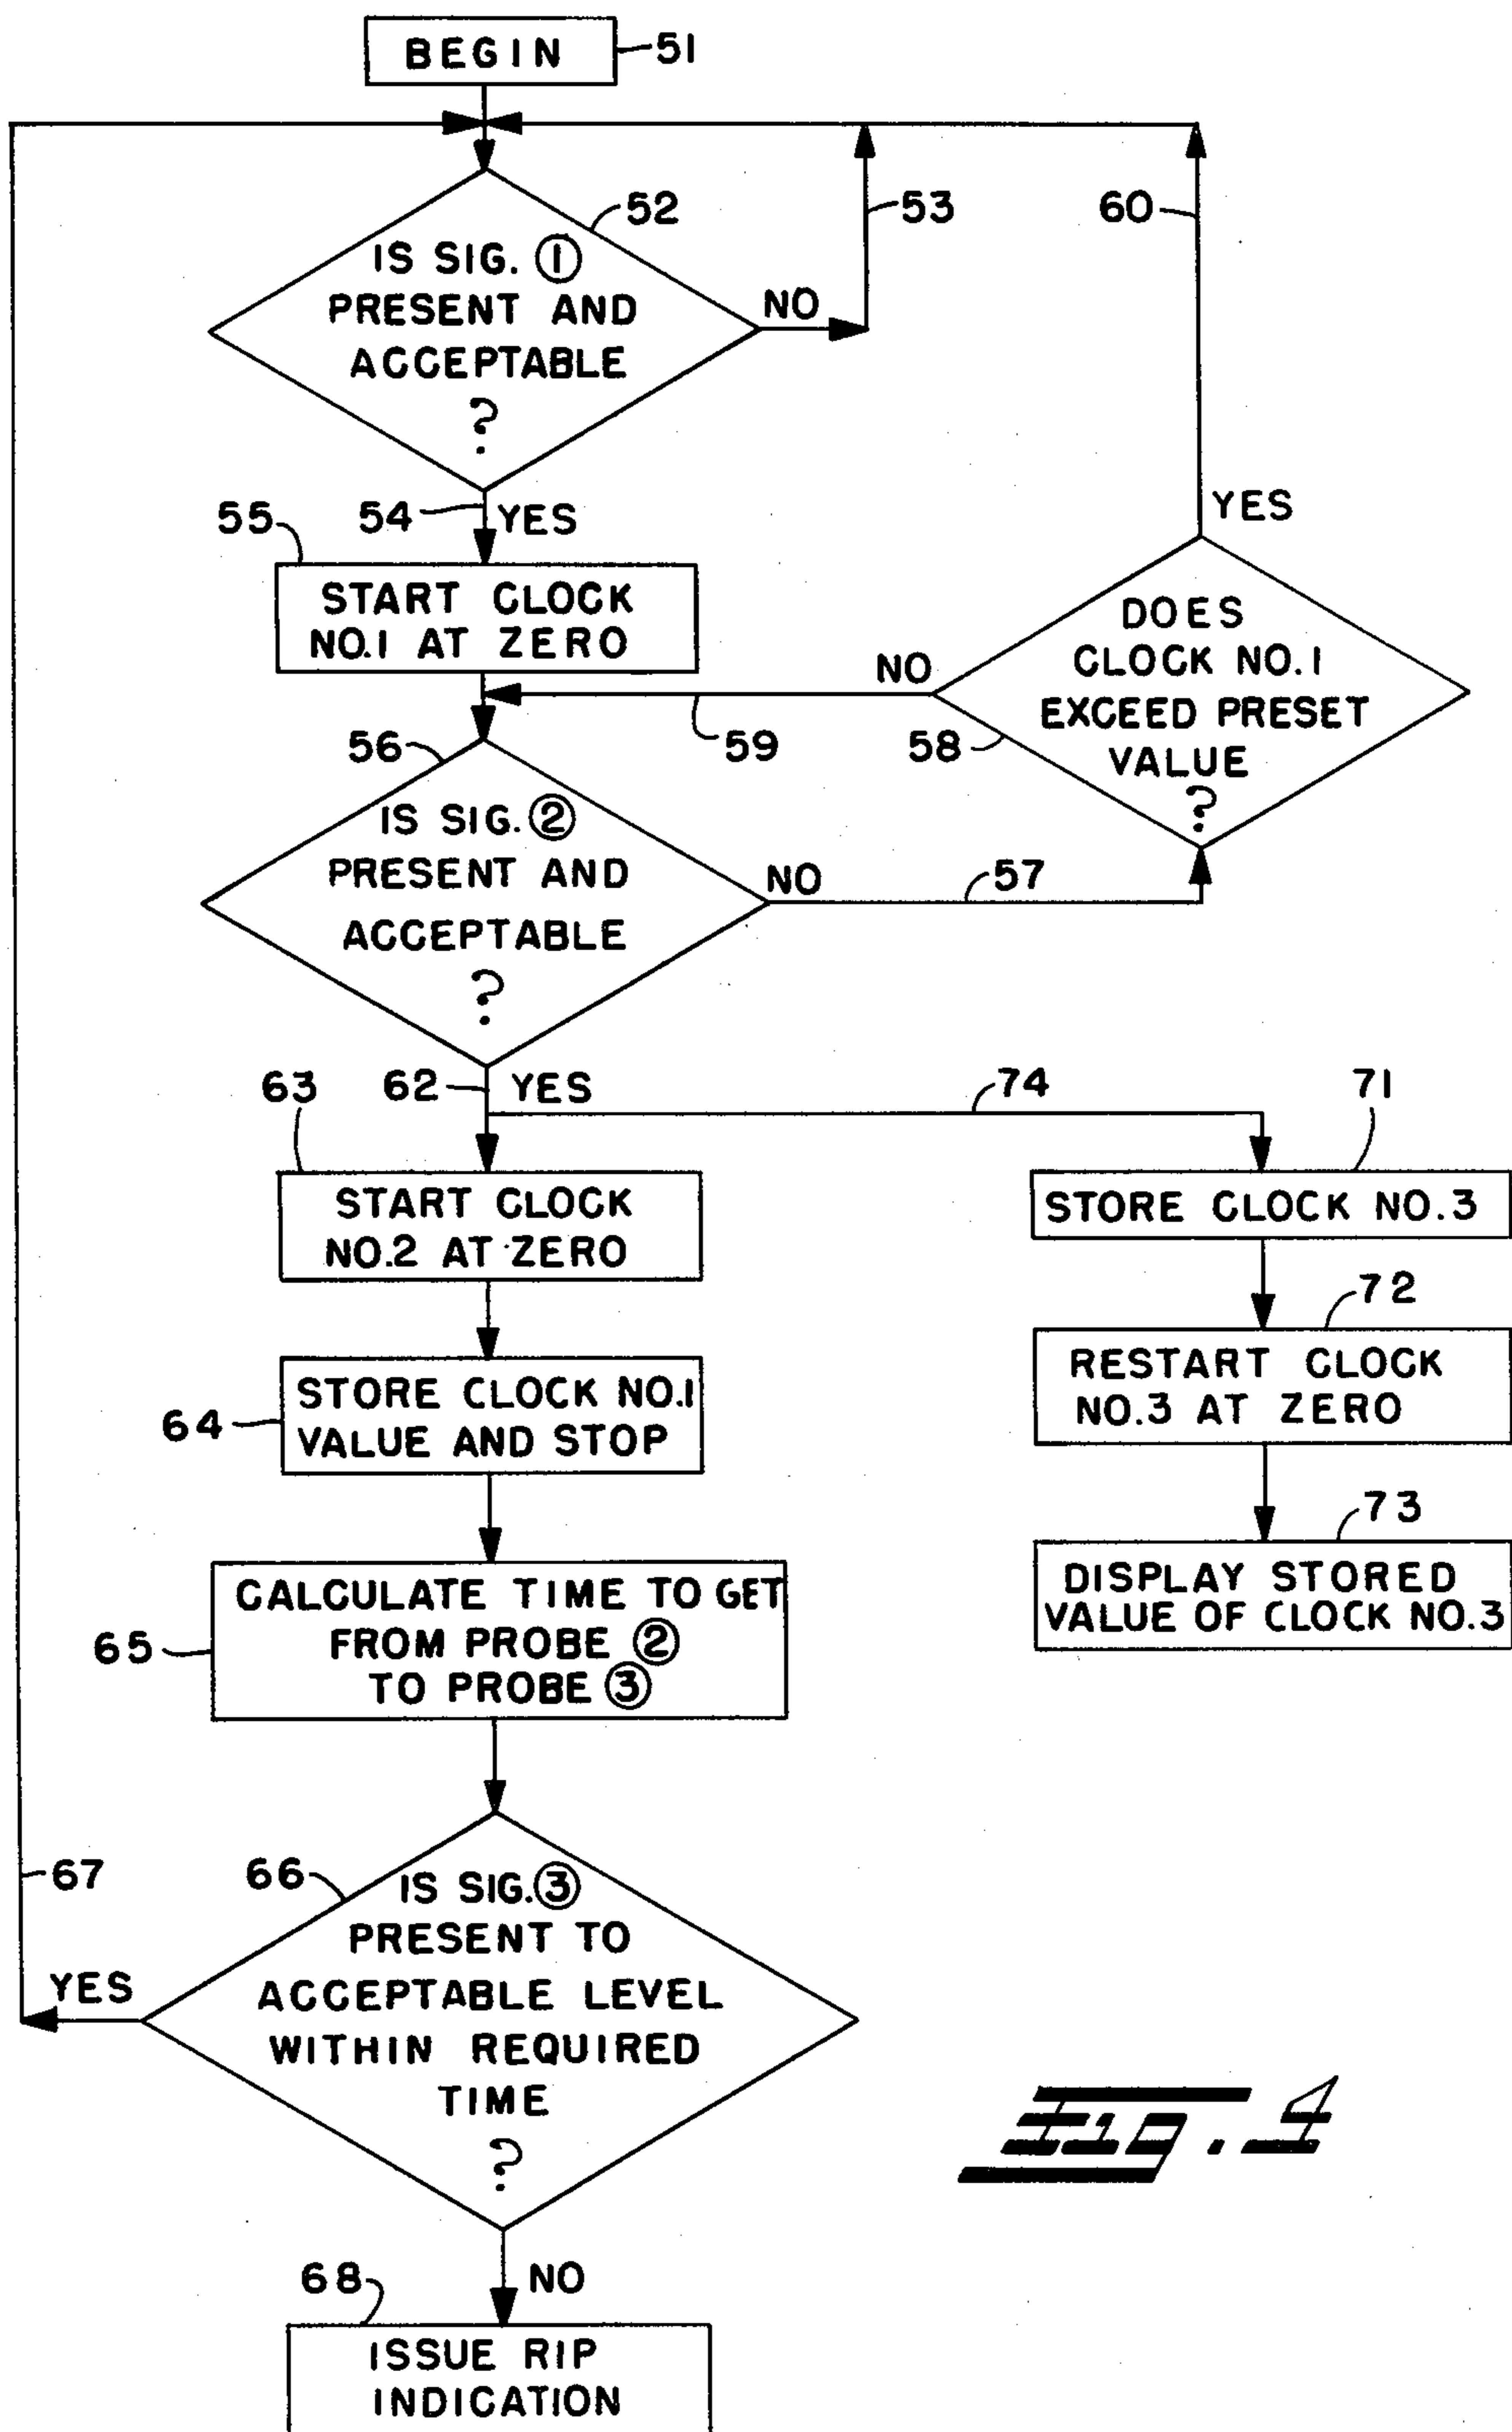 BEGIN
51
52
53
60
IS SIG. ①
PRESENT AND
ACCEPTABLE
?
NO
54
YES
55
START CLOCK
NO.1 AT ZERO
YES
DOES
CLOCK NO.1
EXCEED PRESET
VALUE
?
NO
59
58
56
IS SIG. ②
PRESENT AND
ACCEPTABLE
?
NO
57
63
62
YES
74
71
START CLOCK
NO.2 AT ZERO
STORE CLOCK NO.3
72
RESTART CLOCK
NO.3 AT ZERO
64
STORE CLOCK NO.1
VALUE AND STOP
73
DISPLAY STORED
VALUE OF CLOCK NO.3
65
CALCULATE TIME TO GET
FROM PROBE ②
TO PROBE ③
67
66
IS SIG. ③
PRESENT TO
ACCEPTABLE LEVEL
WITHIN REQUIRED
TIME
?
YES
NO
68
ISSUE RIP
INDICATION
Fig. 4